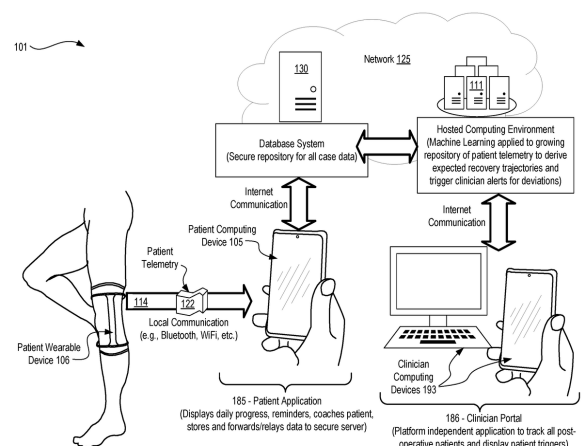 101
Network 125
130
111
Database System
(Secure repository for all case data)
Hosted Computing Environment
(Machine Learning applied to growing
repository of patient telemetry to derive
expected recovery trajectories and
trigger clinician alerts for deviations)
Internet
Communication
Internet
Communication
Patient Computing
Device 105
Patient
Telemetry
114
122
Local Communication
(e.g., Bluetooth, WiFi, etc.)
Patient Wearable
Device 106
Clinician
Computing
Devices 193
185 - Patient Application
(Displays daily progress, reminders, coaches patient,
stores and forwards/relays data to secure server)
186 - Clinician Portal
(Platform independent application to track all post-
operative patients and display patient triggers)